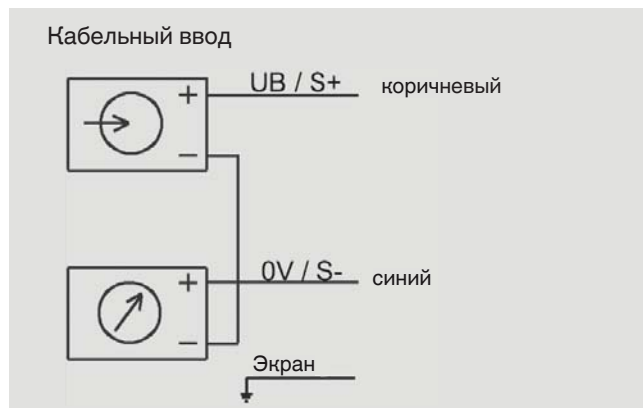 Кабельный ввод
+
UB / S+
коричневый
−
+
0V / S-
синий
−
Экран